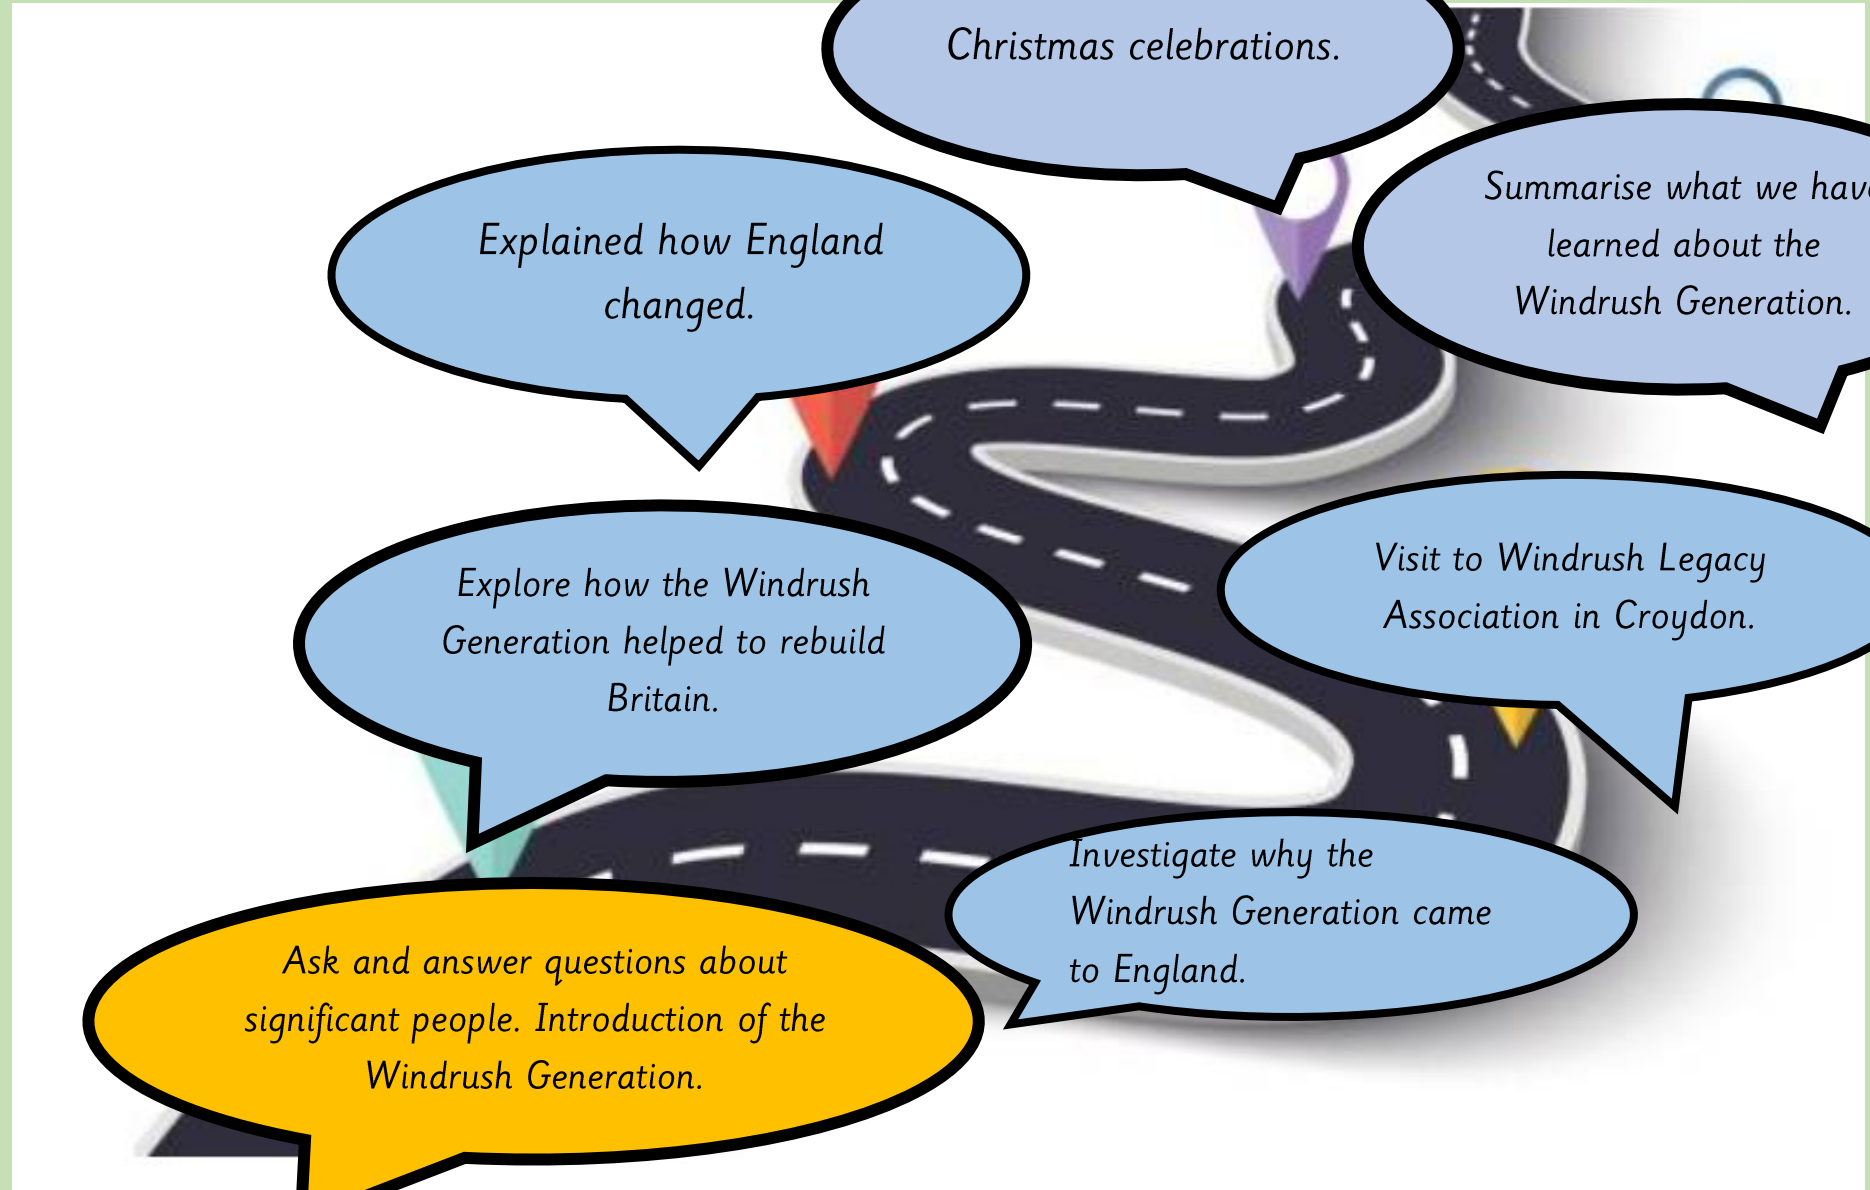 Christmas celebrations.
Summarise what we have
learned about the
Windrush Generation.
Explained how England
changed.
Visit to Windrush Legacy
Association in Croydon.
Explore how the Windrush
Generation helped to rebuild
Britain.
Investigate why the
Windrush Generation came
to England.
Ask and answer questions about
significant people. Introduction of the
Windrush Generation.